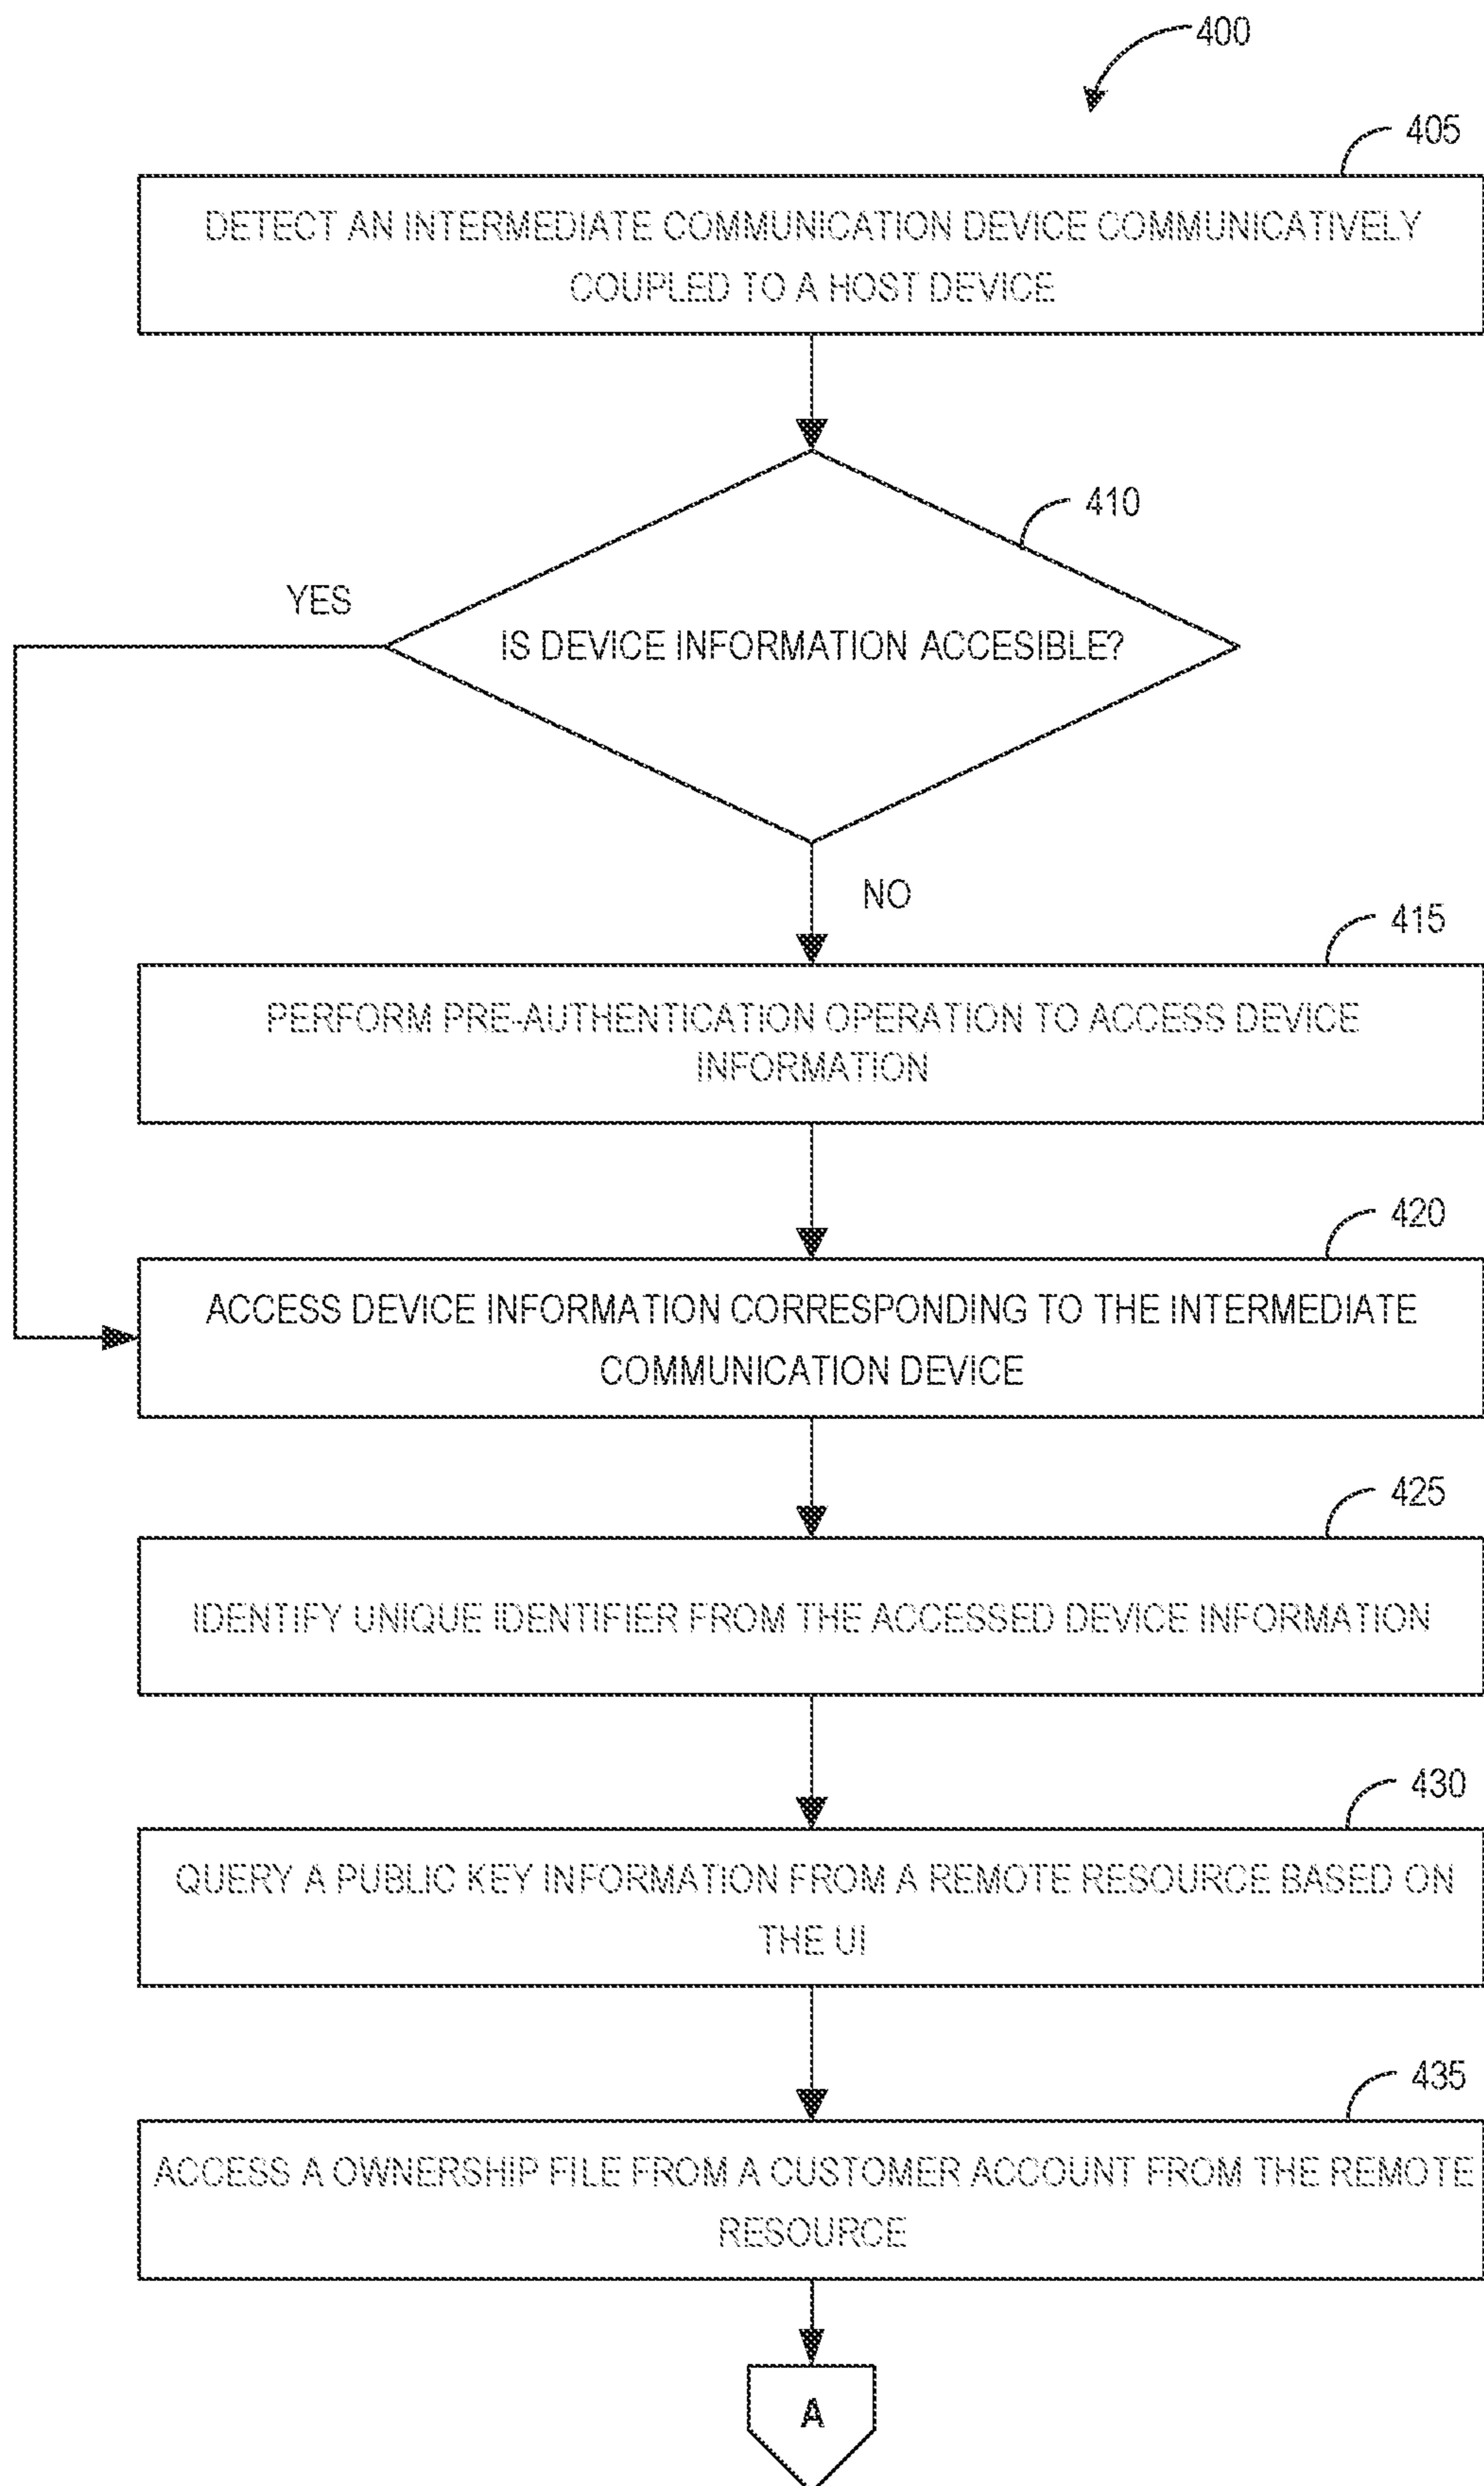 400
405
DETECT AN INTERMEDIATE COMMUNICATION DEVICE COMMUNICATIVELY
COUPLED TO A HOST DEVICE
410
YES
IS DEVICE INFORMATION ACCESIBLE?
NO
415
PERFORM PRE-AUTHENTICATION OPERATION TO ACCESS DEVICE
INFORMATION
420
ACCESS DEVICE INFORMATION CORRESPONDING TO THE INTERMEDIATE
COMMUNICATION DEVICE
425
IDENTIFY UNIQUE IDENTIFIER FROM THE ACCESSED DEVICE INFORMATION
430
QUERY A PUBLIC KEY INFORMATION FROM A REMOTE RESOURCE BASED ON
THE UI
435
ACCESS A OWNERSHIP FILE FROM A CUSTOMER ACCOUNT FROM THE REMOTE
RESOURCE
A